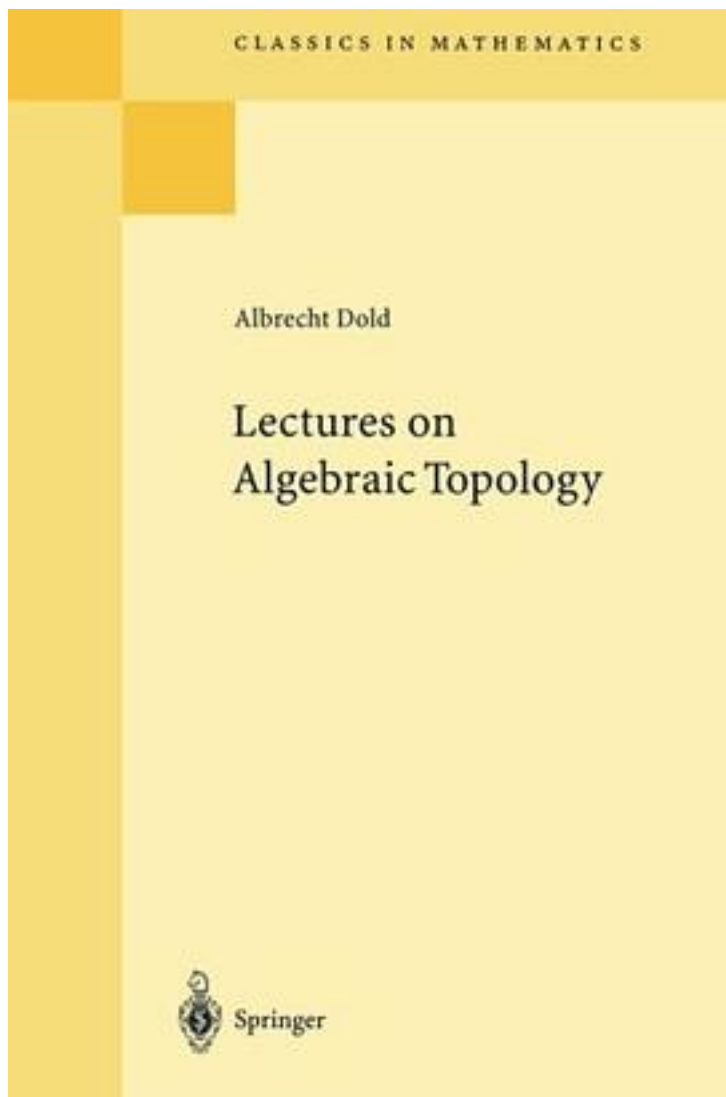 CLASSICS IN MATHEMATICS
Albrecht Dold
Lectures on
Algebraic Topology
Springer